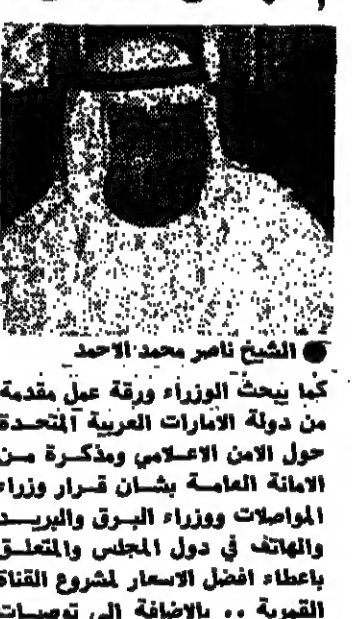 ● الشيخ ناصر محمد الاحمد
كما يبحث الوزراء ورقة عمل مقدمة
من دولة الامارات العربية المتحدة
حول الامن الاعلامي ومذكرة من
الامانة العامة بشان قرار وزراء
المواصلات ووزراء البرق والبريد
والهاتف في دول المجلس والمتعلق
باعطاء افضل الاسعار لمشروع القناة
القمرية .. بالاضافة الى توصيات